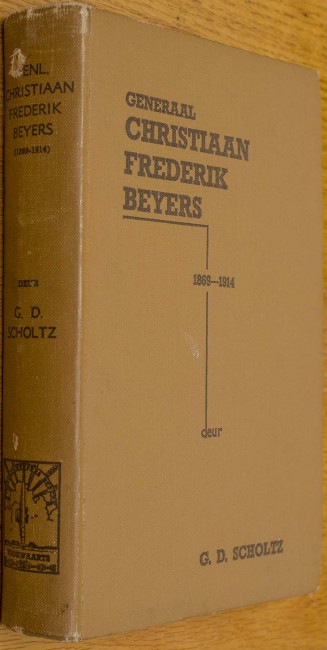 GENL.
CHRISTIAAN
FREDERIK
BEYERS
(1869-1914)
DEUR
G. D.
SCHOLTZ
VOORWAARTS
GENERAAL
CHRISTIAAN
FREDERIK
BEYERS
1869—1914
deur
G. D. SCHOLTZ